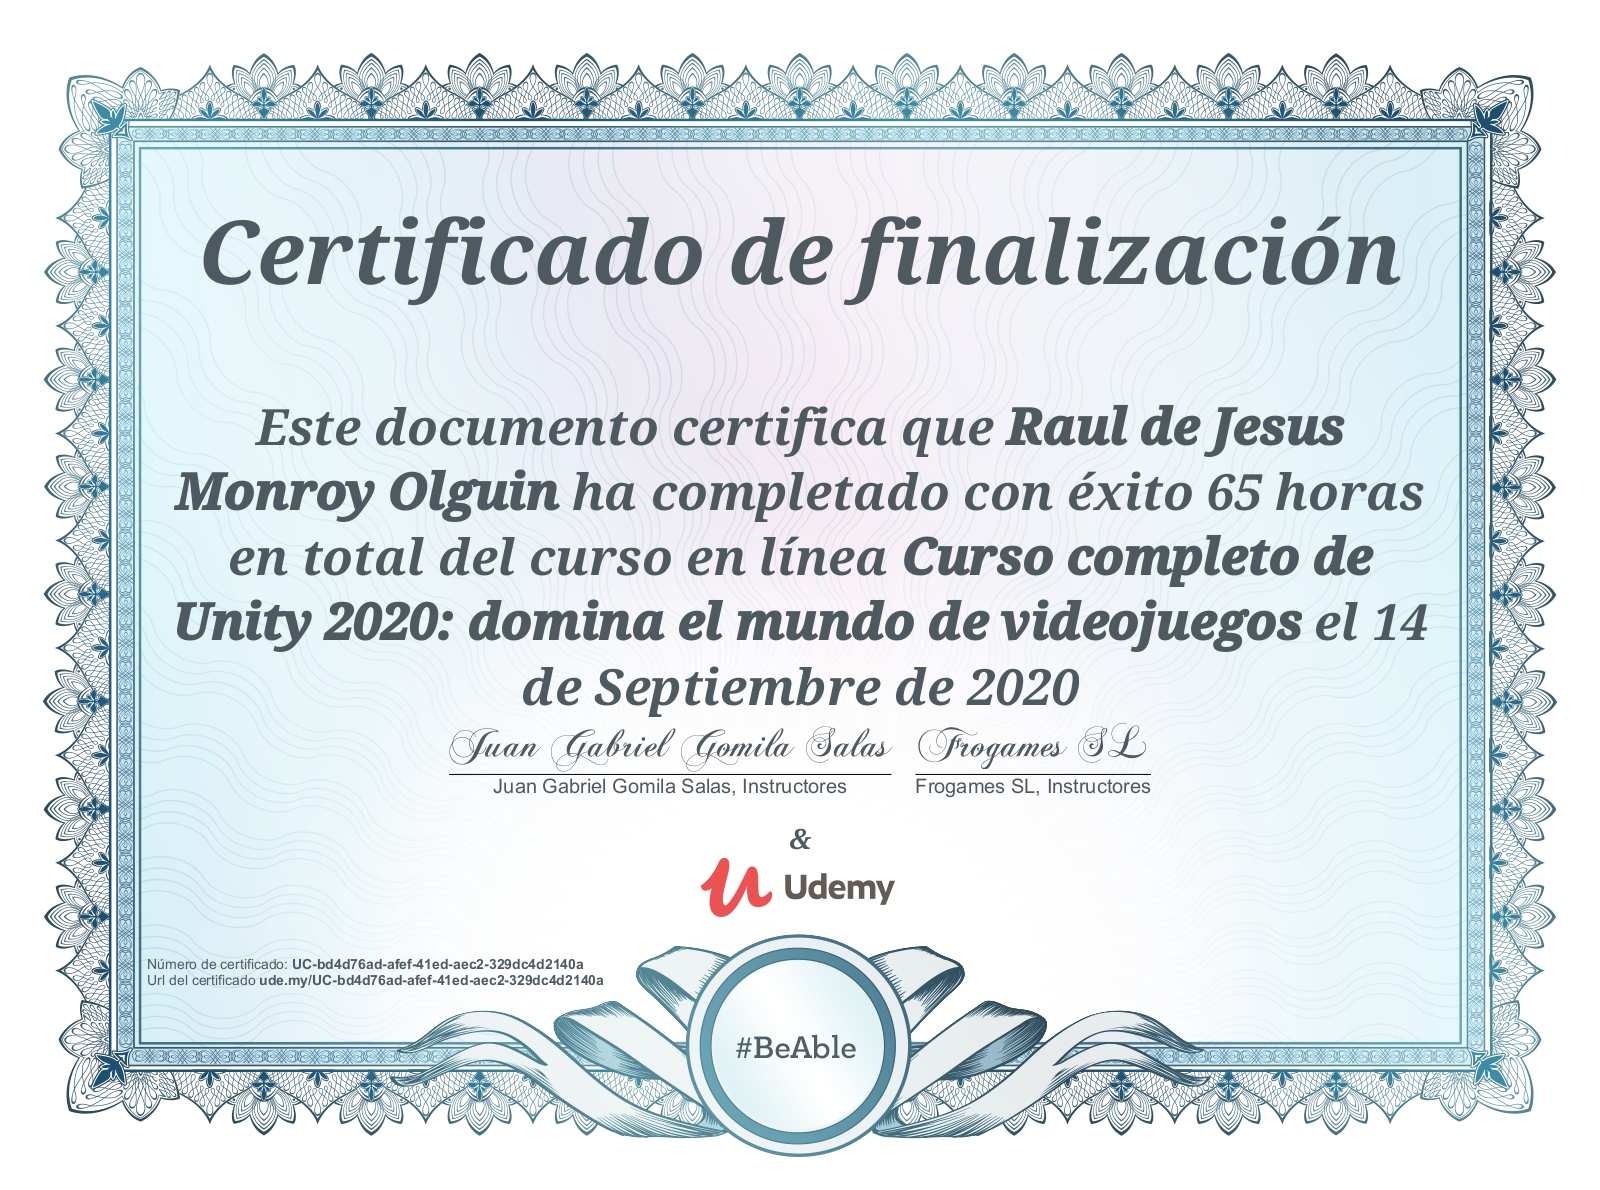 Certificado de finalización
Este documento certifica que Raul de Jesus
Monroy Olguin ha completado con éxito 65 horas
en total del curso en línea Curso completo de
Unity 2020: domina el mundo de videojuegos el 14
de Septiembre de 2020
Juan Gabriel Gomila Salas Frogames SL
Juan Gabriel Gomila Salas, Instructores Frogames SL, Instructores
&
Udemy
Número de certificado: UC-bd4d76ad-afef-41ed-aec2-329dc4d2140a
Url del certificado ude.my/UC-bd4d76ad-afef-41ed-aec2-329dc4d2140a
#BeAble